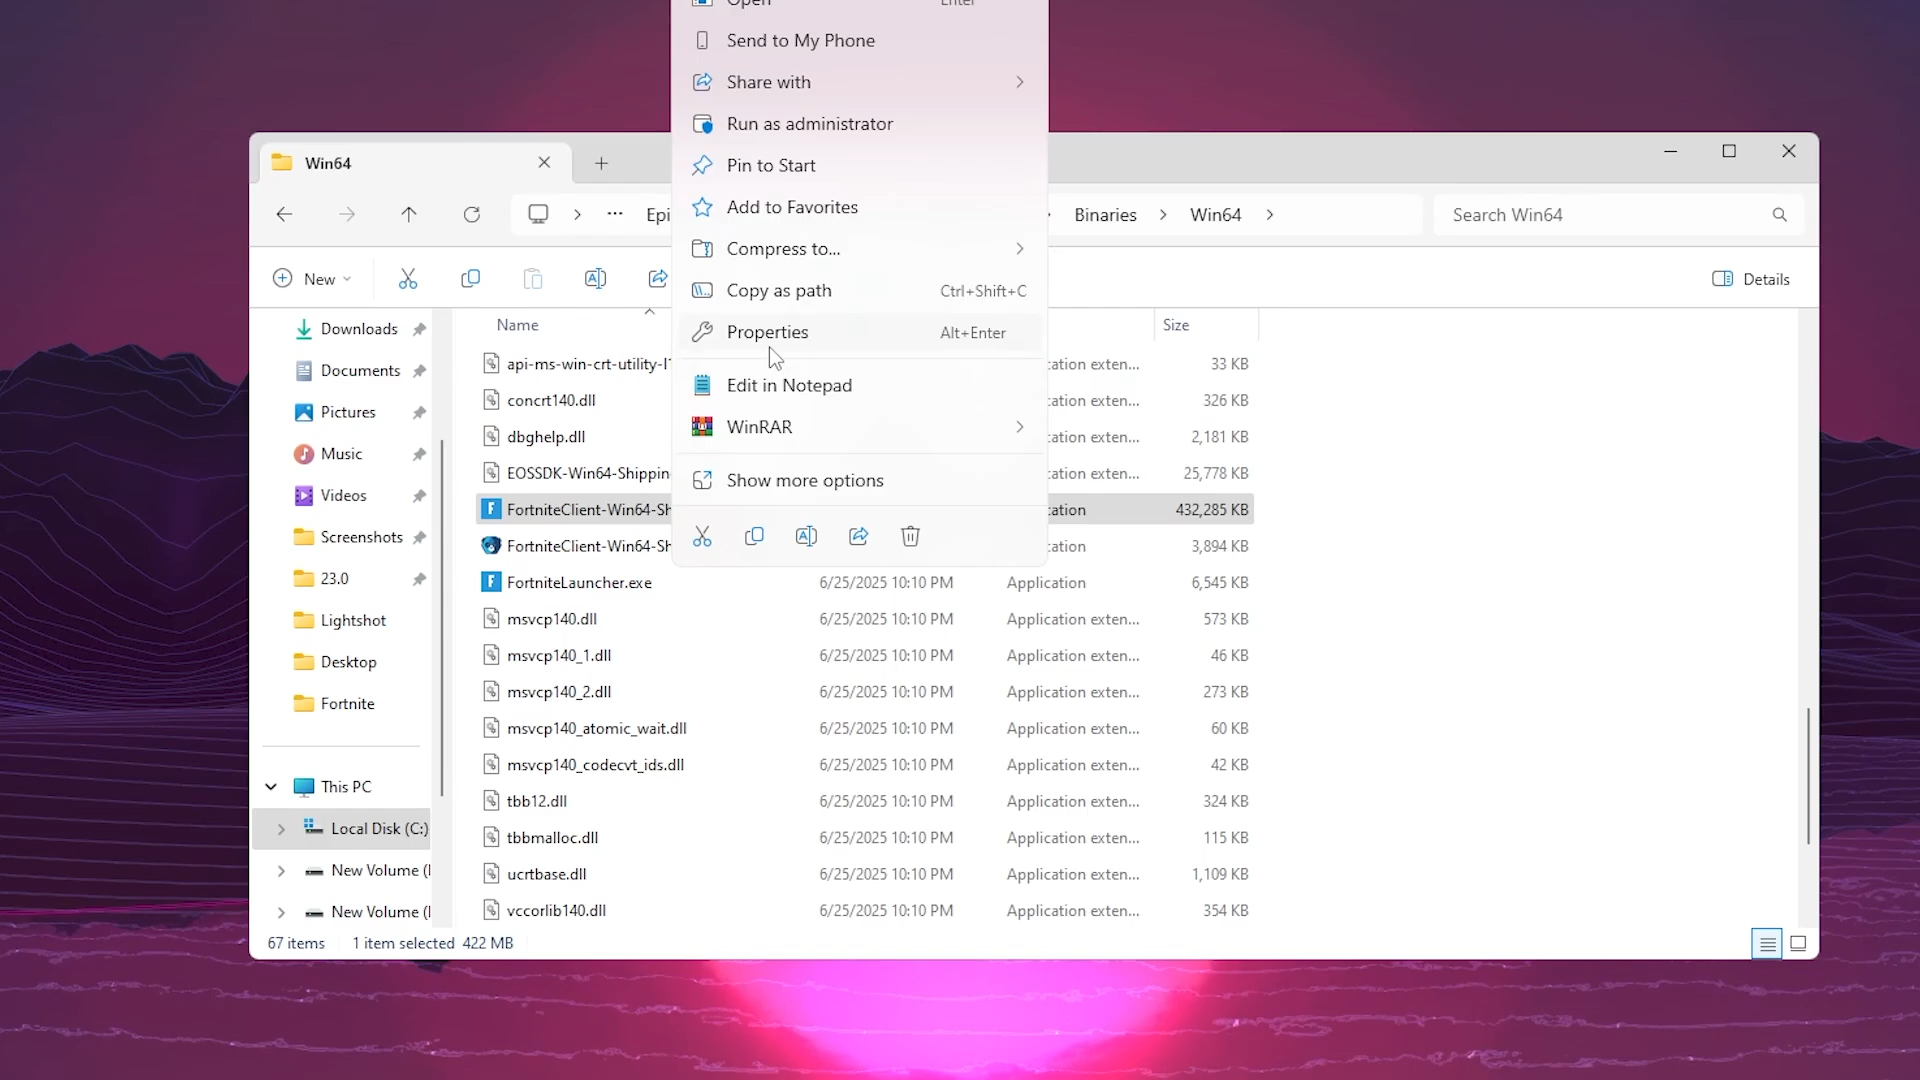 Open Enter
Send to My Phone
Share with
Run as administrator
Pin to Start
Add to Favorites
Compress to...
Copy as path Ctrl+Shift+C
Properties Alt+Enter
Edit in Notepad
WinRAR
Show more options
Win64
Epi Binaries Win64 Search Win64
New Details
Downloads
Documents
Pictures
Music
Videos
Screenshots
23.0
Lightshot
Desktop
Fortnite
This PC
Local Disk (C:)
New Volume (
New Volume (
Name Size
api-ms-win-crt-utility-l1 cation exten... 33 KB
concrt140.dll cation exten... 326 KB
dbghelp.dll cation exten... 2,181 KB
EOSSDK-Win64-Shippin cation exten... 25,778 KB
FortniteClient-Win64-Sh cation 432,285 KB
FortniteClient-Win64-Sh cation 3,894 KB
FortniteLauncher.exe 6/25/2025 10:10 PM Application 6,545 KB
msvcp140.dll 6/25/2025 10:10 PM Application exten... 573 KB
msvcp140_1.dll 6/25/2025 10:10 PM Application exten... 46 KB
msvcp140_2.dll 6/25/2025 10:10 PM Application exten... 273 KB
msvcp140_atomic_wait.dll 6/25/2025 10:10 PM Application exten... 60 KB
msvcp140_codecvt_ids.dll 6/25/2025 10:10 PM Application exten... 42 KB
tbb12.dll 6/25/2025 10:10 PM Application exten... 324 KB
tbbmalloc.dll 6/25/2025 10:10 PM Application exten... 115 KB
ucrtbase.dll 6/25/2025 10:10 PM Application exten... 1,109 KB
vccorlib140.dll 6/25/2025 10:10 PM Application exten... 354 KB
67 items 1 item selected 422 MB